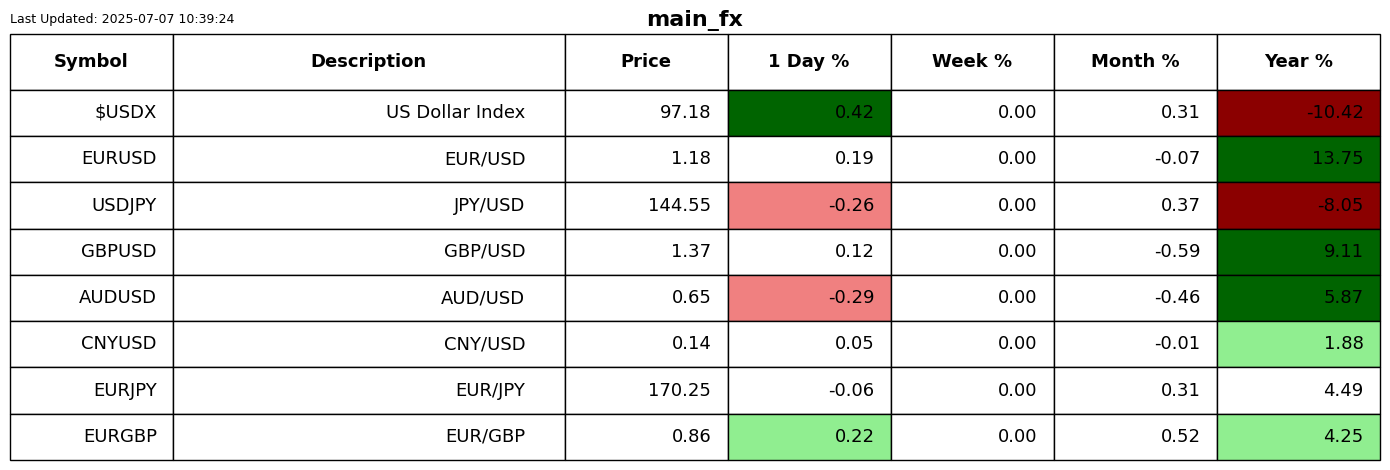 Last Updated: 2025-07-07 10:39:24 main_fx
Symbol Description Price 1 Day % Week % Month % Year %
$USDX US Dollar Index 97.18 0.42 0.00 0.31 -10.42
EURUSD EUR/USD 1.18 0.19 0.00 -0.07 13.75
USDJPY JPY/USD 144.55 -0.26 0.00 0.37 -8.05
GBPUSD GBP/USD 1.37 0.12 0.00 -0.59 9.11
AUDUSD AUD/USD 0.65 -0.29 0.00 -0.46 5.87
CNYUSD CNY/USD 0.14 0.05 0.00 -0.01 1.88
EURJPY EUR/JPY 170.25 -0.06 0.00 0.31 4.49
EURGBP EUR/GBP 0.86 0.22 0.00 0.52 4.25